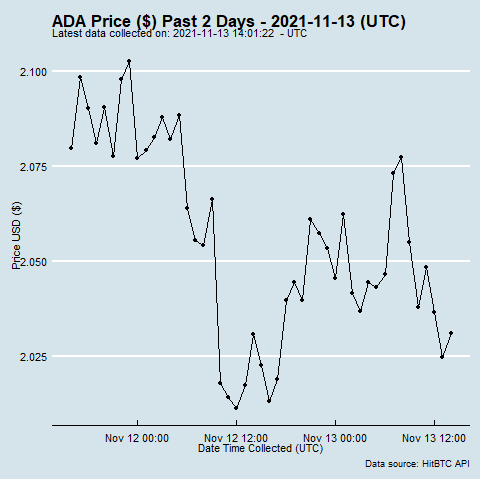 ADA Price ($) Past 2 Days - 2021-11-13 (UTC)
Latest data collected on: 2021-11-13 14:01:22 - UTC
2.100
2.075
2.050
2.025
Price USD ($)
Nov 12 00:00
Nov 12 12:00
Nov 13 00:00
Nov 13 12:00
Date Time Collected (UTC)
Data source: HitBTC API